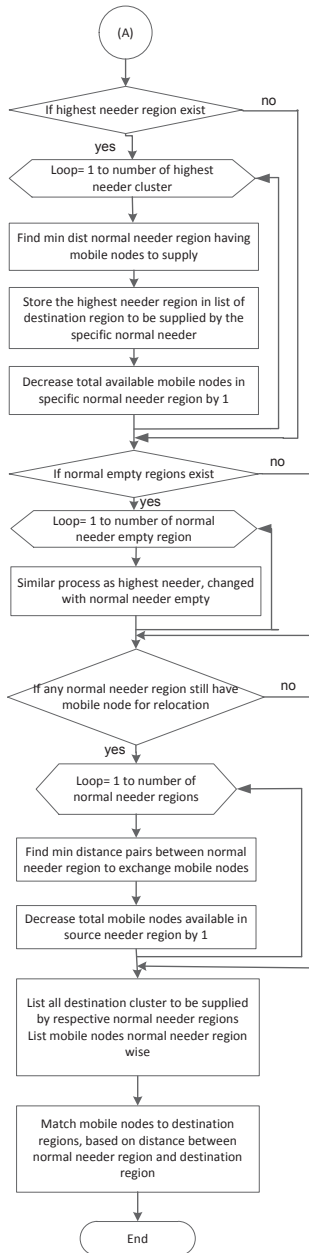 (A)
If highest needer region exist
no
yes
Loop= 1 to number of highest
needer cluster
Find min dist normal needer region having
mobile nodes to supply
Store the highest needer region in list of
destination region to be supplied by the
specific normal needer
Decrease total available mobile nodes in
specific normal needer region by 1
If normal empty regions exist
no
yes
Loop= 1 to number of normal
needer empty region
Similar process as highest needer, changed
with normal needer empty
If any normal needer region still have
mobile node for relocation
no
yes
Loop= 1 to number of
normal needer regions
Find min distance pairs between normal
needer region to exchange mobile nodes
Decrease total mobile nodes available in
source needer region by 1
List all destination cluster to be supplied
by respective normal needer regions
List mobile nodes normal needer region
wise
Match mobile nodes to destination
regions, based on distance between
normal needer region and destination
region
End